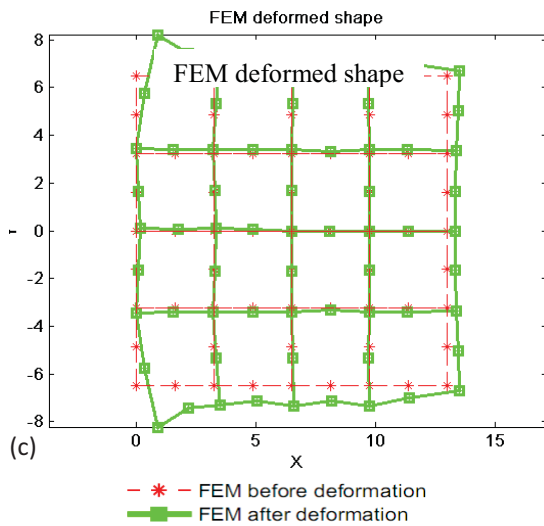 FEM deformed shape
FEM deformed shape
8
6
4
2
0
-2
-4
-6
-8
0 5 10 15
X
(c)
FEM before deformation
FEM after deformation